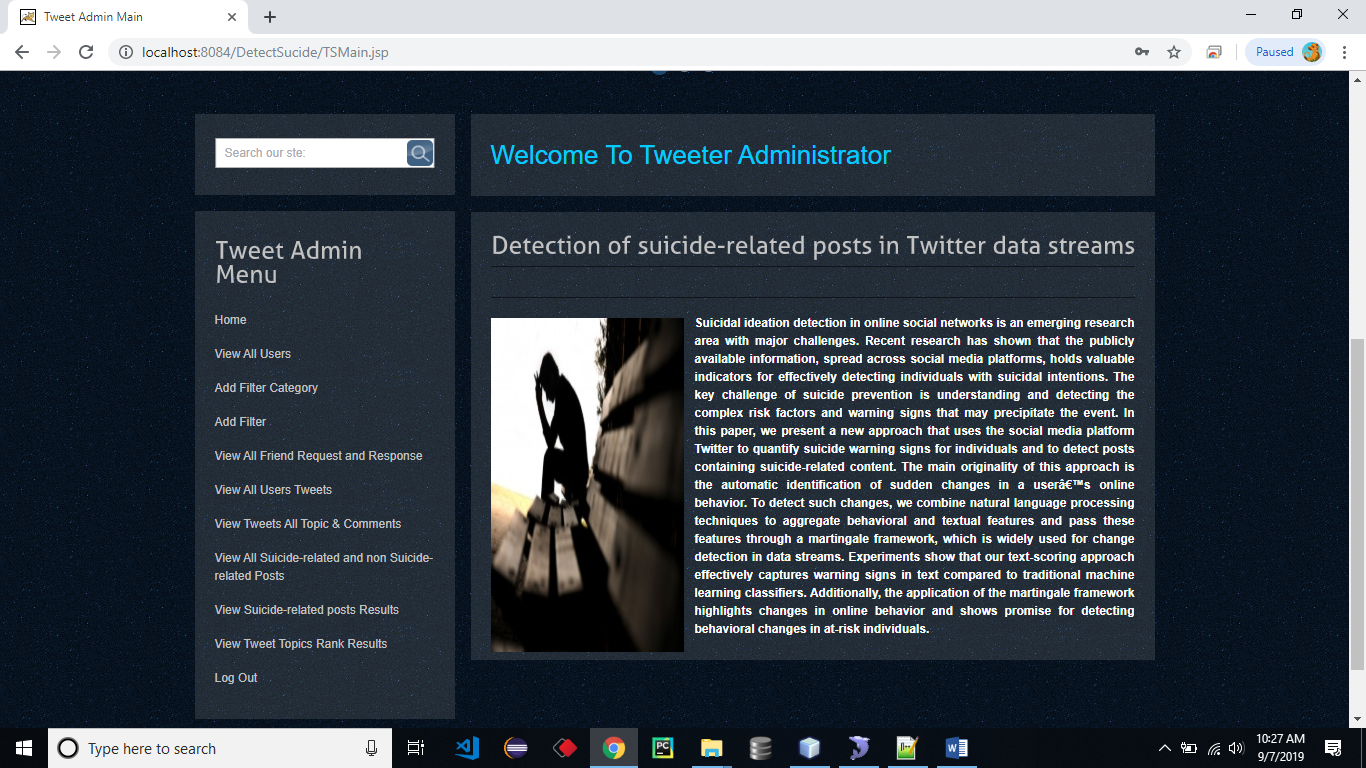 Tweet Admin Main
localhost:8084/DetectSucide/TSMain.jsp
Paused
Search our ste:
Welcome To Tweeter Administrator
Tweet Admin
Menu
Home
View All Users
Add Filter Category
Add Filter
View All Friend Request and Response
View All Users Tweets
View Tweets All Topic & Comments
View All Suicide-related and non Suicide-
related Posts
View Suicide-related posts Results
View Tweet Topics Rank Results
Log Out
Detection of suicide-related posts in Twitter data streams
Suicidal ideation detection in online social networks is an emerging research
area with major challenges. Recent research has shown that the publicly
available information, spread across social media platforms, holds valuable
indicators for effectively detecting individuals with suicidal intentions. The
key challenge of suicide prevention is understanding and detecting the
complex risk factors and warning signs that may precipitate the event. In
this paper, we present a new approach that uses the social media platform
Twitter to quantify suicide warning signs for individuals and to detect posts
containing suicide-related content. The main originality of this approach is
the automatic identification of sudden changes in a userâ€™s online
behavior. To detect such changes, we combine natural language processing
techniques to aggregate behavioral and textual features and pass these
features through a martingale framework, which is widely used for change
detection in data streams. Experiments show that our text-scoring approach
effectively captures warning signs in text compared to traditional machine
learning classifiers. Additionally, the application of the martingale framework
highlights changes in online behavior and shows promise for detecting
behavioral changes in at-risk individuals.
Type here to search
PC
W
10:27 AM
9/7/2019